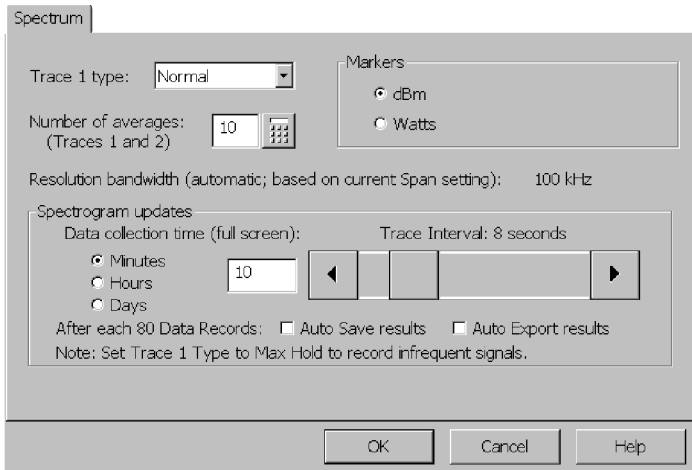 Spectrum
Trace 1 type:
Normal
Markers
dBm
Watts
Number of averages:
(Traces 1 and 2)
10
Resolution bandwidth (automatic; based on current Span setting): 100 kHz
Spectrogram updates
Data collection time (full screen):
Trace Interval: 8 seconds
Minutes
Hours
Days
10
After each 80 Data Records: Auto Save results Auto Export results
Note: Set Trace 1 Type to Max Hold to record infrequent signals.
OK Cancel Help